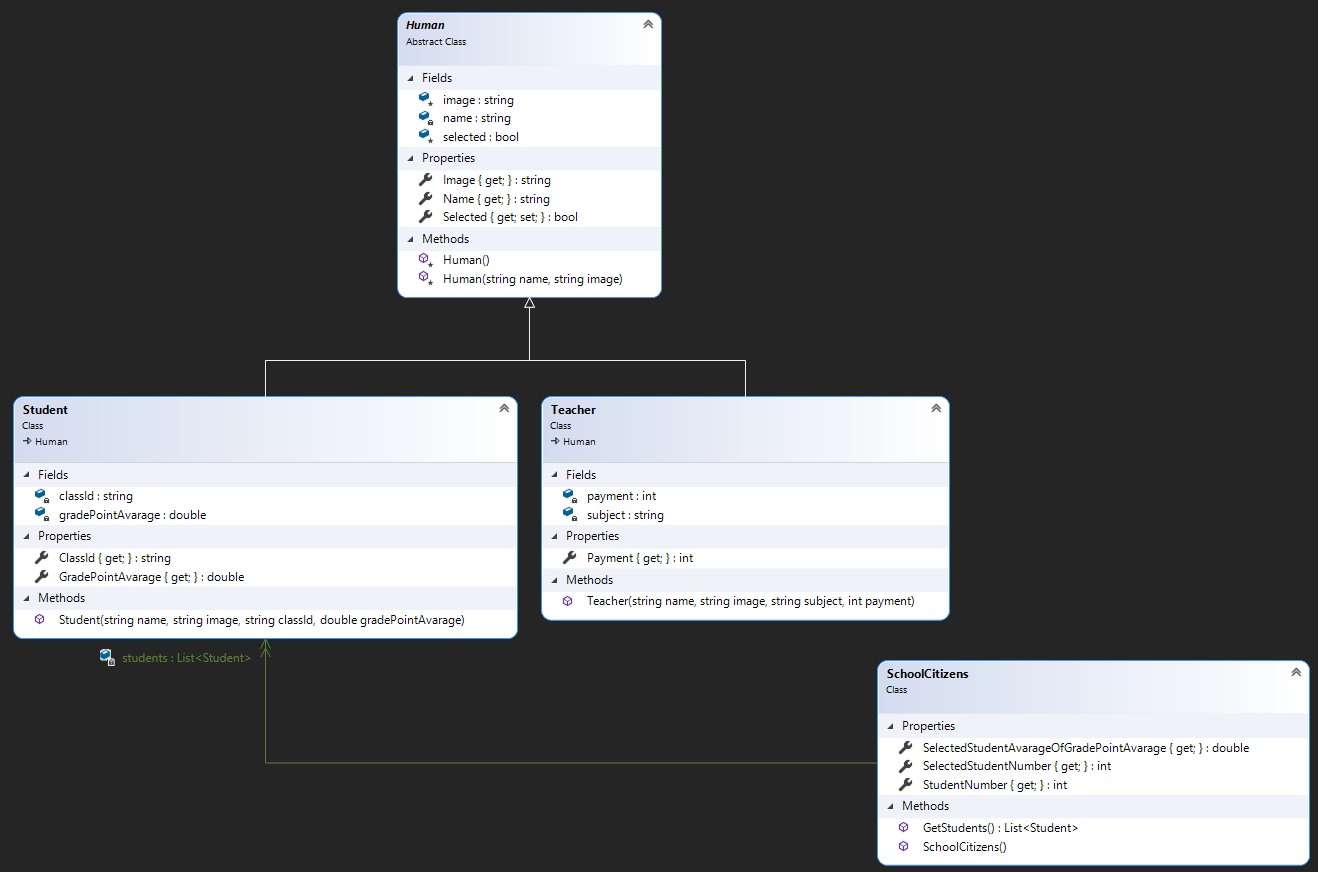 Human
Abstract Class
Fields
image : string
name : string
selected : bool
Properties
Image { get; } : string
Name { get; } : string
Selected { get; set; } : bool
Methods
Human()
Human(string name, string image)
Student
Class
Human
Fields
classId : string
gradePointAvarage : double
Properties
ClassId { get; } : string
GradePointAvarage { get; } : double
Methods
Student(string name, string image, string classId, double gradePointAvarage)
Teacher
Class
Human
Fields
payment : int
subject : string
Properties
Payment { get; } : int
Methods
Teacher(string name, string image, string subject, int payment)
students : List<Student>
SchoolCitizens
Class
Properties
SelectedStudentAvarageOfGradePointAvarage { get; } : double
SelectedStudentNumber { get; } : int
StudentNumber { get; } : int
Methods
GetStudents() : List<Student>
SchoolCitizens()